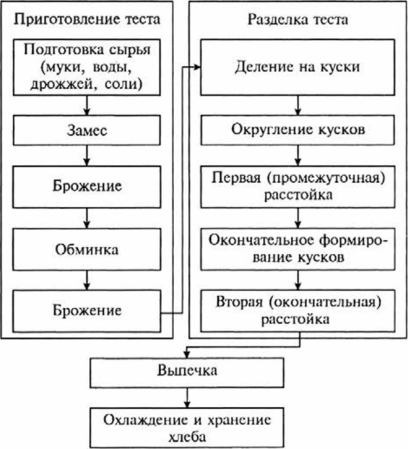 Приготовление теста
Подготовка сырья
(муки, воды,
дрожжей, соли)
Замес
Брожение
Обминка
Брожение
Разделка теста
Деление на куски
Округление кусков
Первая (промежуточная)
расстойка
Окончательное формиро-
вание кусков
Вторая (окончательная)
расстойка
Выпечка
Охлаждение и хранение
хлеба